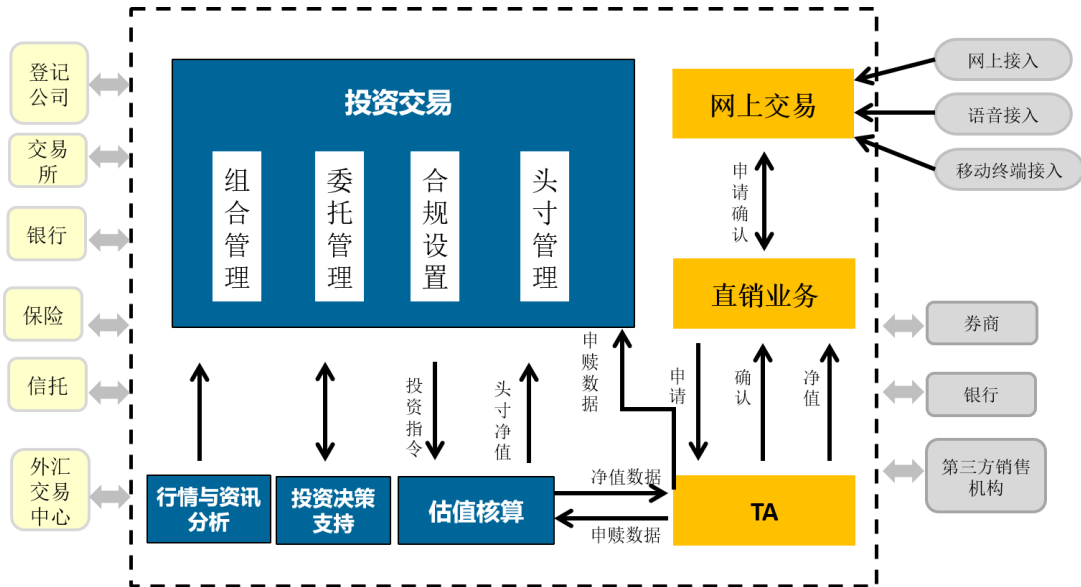 登记
公司
交易
所
银行
保险
信托
外汇
交易
中心
投资交易
组合管理
委托管理
合规设置
头寸管理
投资指令
头寸净值
申赎数据
行情与资讯
分析
投资决策
支持
估值核算
净值数据
申赎数据
网上交易
申请确认
直销业务
申请
确认
净值
TA
网上接入
语音接入
移动终端接入
券商
银行
第三方销售
机构